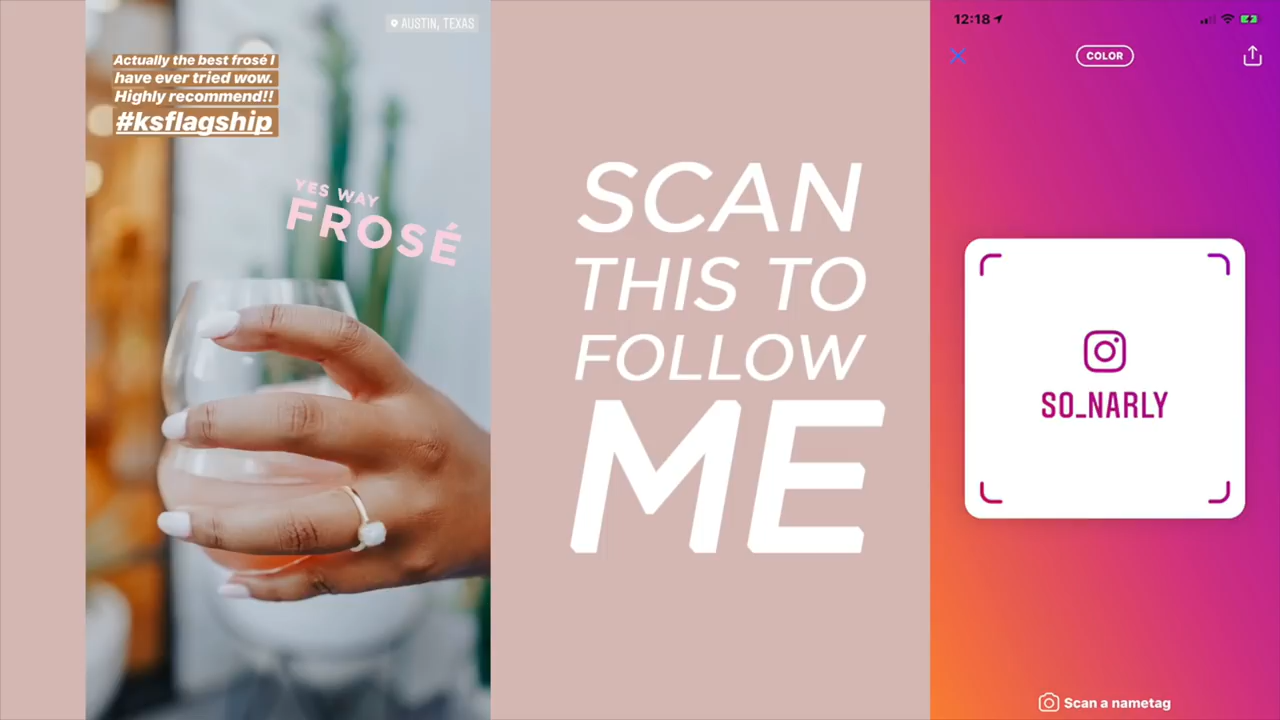 AUSTIN, TEXAS
Actually the best frosé I
have ever tried wow.
Highly recommend!!
#ksflagship
YES WAY
FROSÉ
SCAN
THIS TO
FOLLOW
ME
12:18
COLOR
SO_NARLY
Scan a nametag